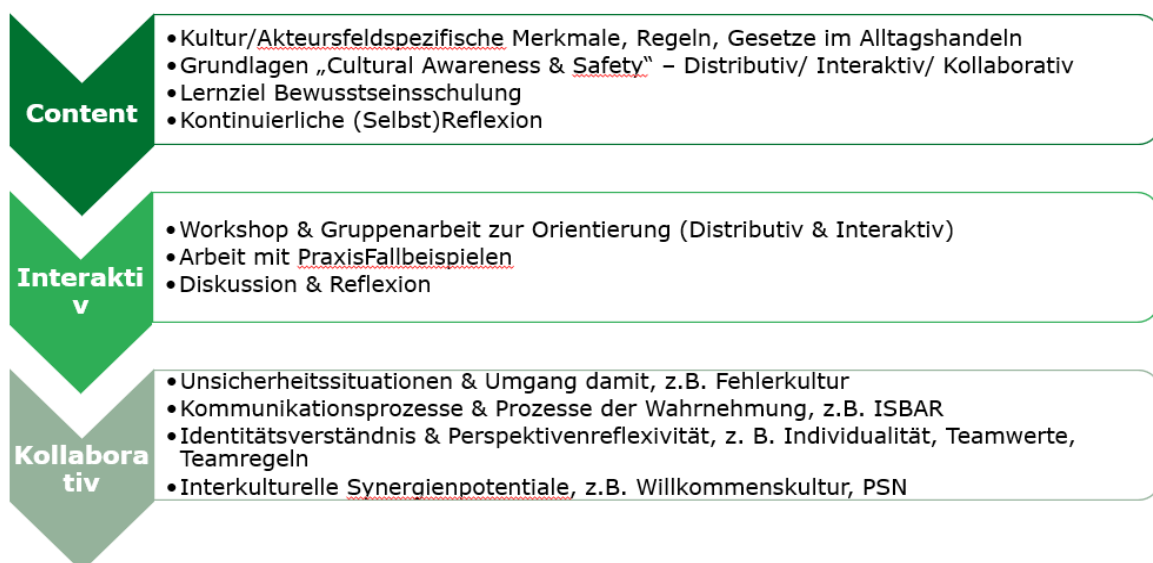 Content
•Kultur/Akteursfeldspezifische Merkmale, Regeln, Gesetze im Alltagshandeln
•Grundlagen „Cultural Awareness & Safety“ – Distributiv/ Interaktiv/ Kollaborativ
•Lernziel Bewusstseinsschulung
•Kontinuierliche (Selbst)Reflexion
Interakti
v
•Workshop & Gruppenarbeit zur Orientierung (Distributiv & Interaktiv)
•Arbeit mit PraxisFallbeispielen
•Diskussion & Reflexion
Kollabora
tiv
•Unsicherheitssituationen & Umgang damit, z.B. Fehlerkultur
•Kommunikationsprozesse & Prozesse der Wahrnehmung, z.B. ISBAR
•Identitätsverständnis & Perspektivenreflexivität, z. B. Individualität, Teamwerte,
Teamregeln
•Interkulturelle Synergienpotentiale, z.B. Willkommenskultur, PSN